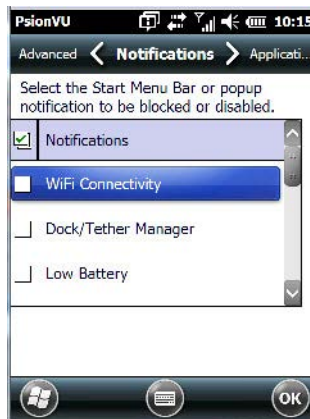 PsionVU 10:15
Advanced Notifications Applicati...
Select the Start Menu Bar or popup
notification to be blocked or disabled.
Notifications
WiFi Connectivity
Dock/Tether Manager
Low Battery
OK